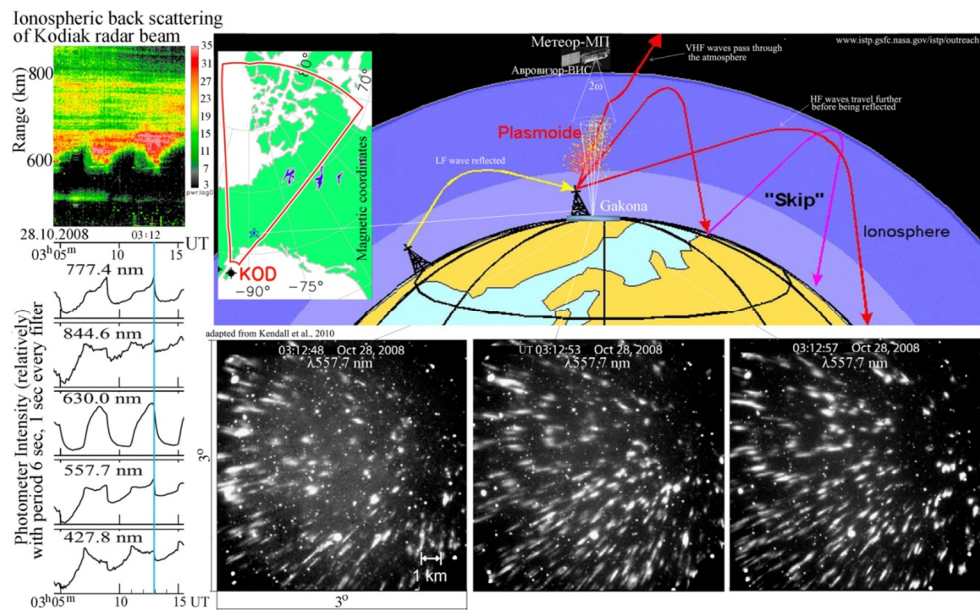 Ionospheric back scattering
of Kodiak radar beam
Range (km)
800
600
35
31
29
26
23
19
17
15
13
11
9
7
3
28.10.2008
03:12
03ʰ05ᵐ
10
15
UT
Photometer Intensity (relatively)
with period 6 sec, 1 sec every filter
777.4 nm
844.6 nm
630.0 nm
557.7 nm
427.8 nm
03ʰ05ᵐ
10
15 UT
70°
KOD
−90°
−75°
Magnetic coordinates
www.istp.gsfc.nasa.gov/istp/outreach
Метеор-МП
Авровизор-ВИС
2ω
VHF waves pass through
the atmosphere
HF waves travel further
before being reflected
Plasmoide
LF wave reflected
Gakona
"Skip"
Ionosphere
adapted from Kendall et al., 2010
03:12:48 Oct 28, 2008
λ557.7 nm
3°
1 km
3°
UT 03:12:53 Oct 28, 2008
λ557.7 nm
03:12:57 Oct 28, 2008
λ557.7 nm